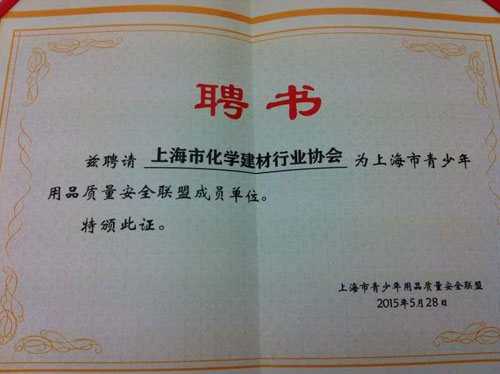 聘书
兹聘请 上海市化学建材行业协会 为上海市青少年
用品质量安全联盟成员单位。
特颁此证。
上海市青少年用品质量安全联盟
2015年5月28日